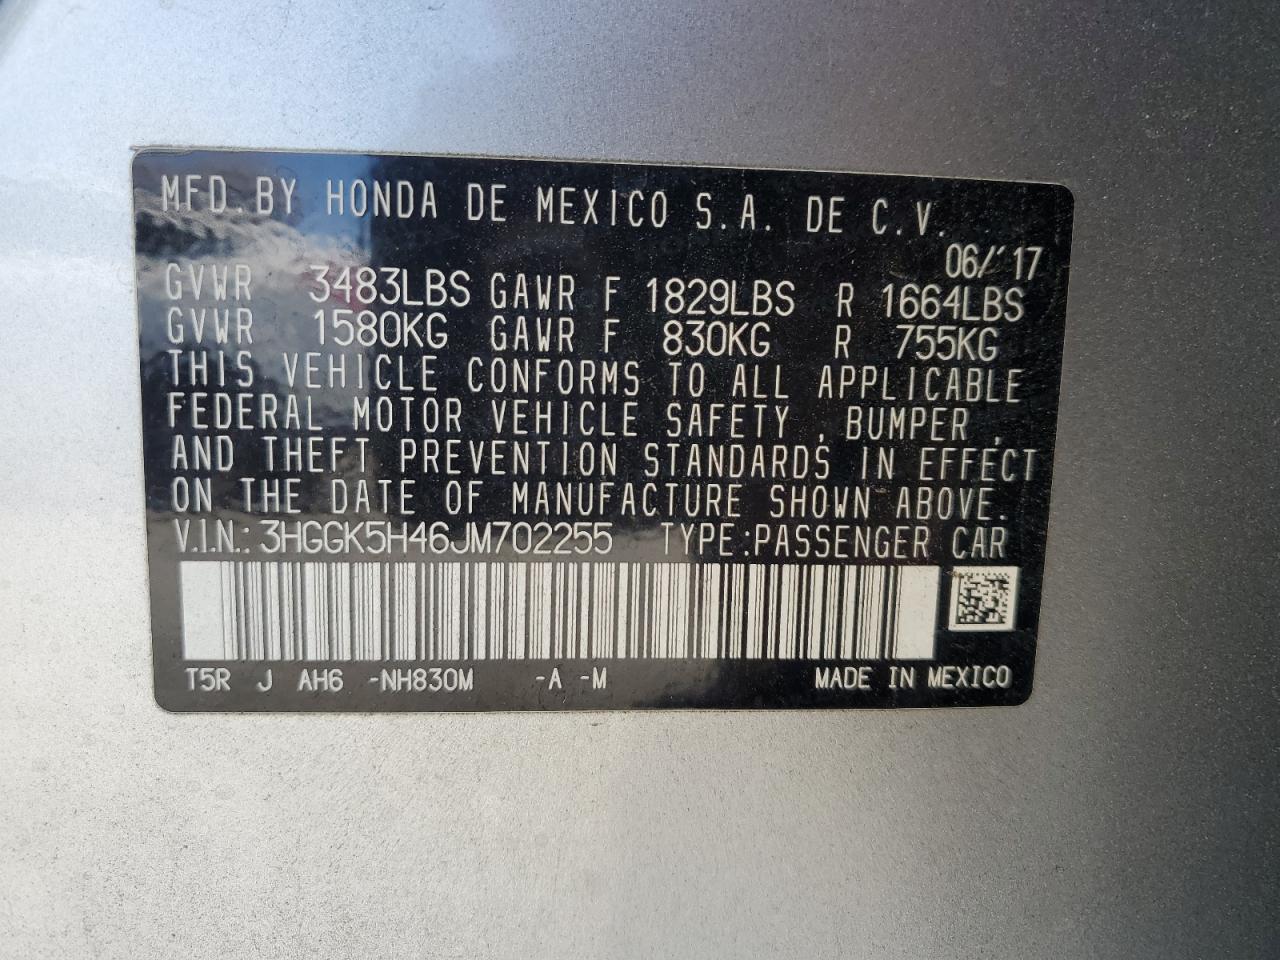 MFD.BY HONDA DE MEXICO S.A. DE C.V.
06/'17
GVWR 3483LBS GAWR F 1829LBS R 1664LBS
GVWR 1580KG GAWR F 830KG R 755KG
THIS VEHICLE CONFORMS TO ALL APPLICABLE
FEDERAL MOTOR VEHICLE SAFETY , BUMPER ,
AND THEFT PREVENTION STANDARDS IN EFFECT
ON THE DATE OF MANUFACTURE SHOWN ABOVE.
V.I.N.: 3HGGK5H46JM702255 TYPE:PASSENGER CAR
T5R J AH6 -NH830M -A -M MADE IN MEXICO